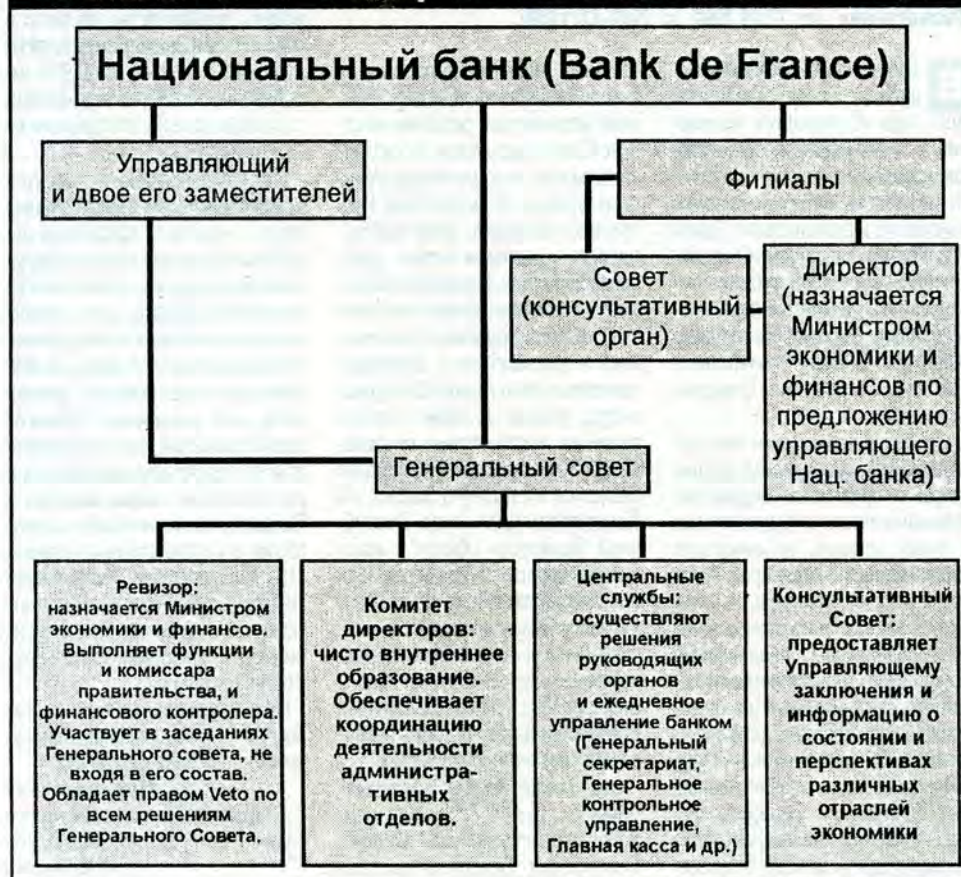 Национальный банк (Bank de France)
Управляющий
и двое его заместителей
Филиалы
Совет
(консультативный
орган)
Директор
(назначается
Министром
экономики и
финансов по
предложению
управляющего
Нац. банка)
Генеральный совет
Ревизор:
назначается Министром
экономики и финансов.
Выполняет функции
и комиссара
правительства, и
финансового контролера.
Участвует в заседаниях
Генерального совета, не
входя в его состав.
Обладает правом Veto по
всем решениям
Генерального Совета.
Комитет
директоров:
чисто внутреннее
образование.
Обеспечивает
координацию
деятельности
администра-
тивных
отделов.
Центральные
службы:
осуществляют
решения
руководящих
органов
и ежедневное
управление банком
(Генеральный
секретариат,
Генеральное
контрольное
управление,
Главная касса и др.)
Консультативный
Совет:
предоставляет
Управляющему
заключения и
информацию о
состоянии и
перспективах
различных
отраслей
экономики